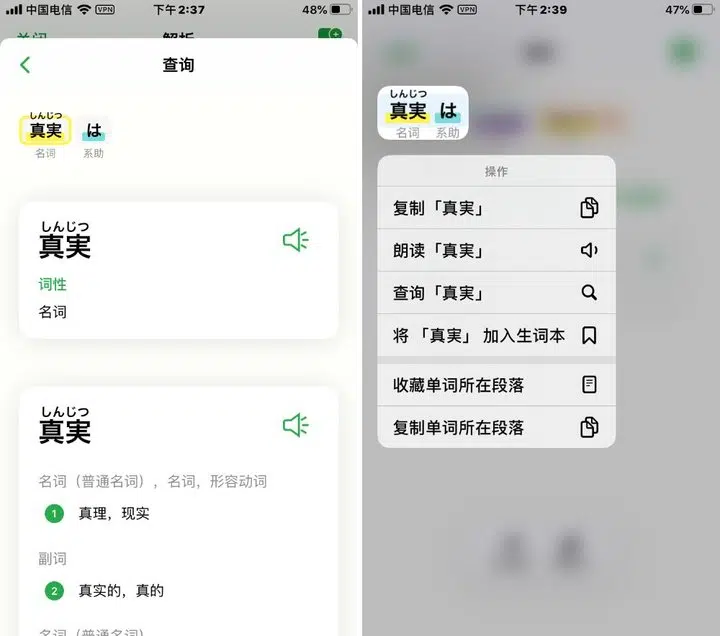 中国电信 VPN 下午2:37 48%
关闭 解析
查询
しんじつ
真実 は
名词 系助
しんじつ
真実
词性
名词
しんじつ
真実
名词（普通名词），名词，形容动词
1 真理，现实
副词
2 真实的，真的
名词（普通名词）
中国电信 VPN 下午2:39 47%
しんじつ
真実 は
名词 系助
操作
复制「真実」
朗读「真実」
查询「真実」
将「真実」加入生词本
收藏单词所在段落
复制单词所在段落